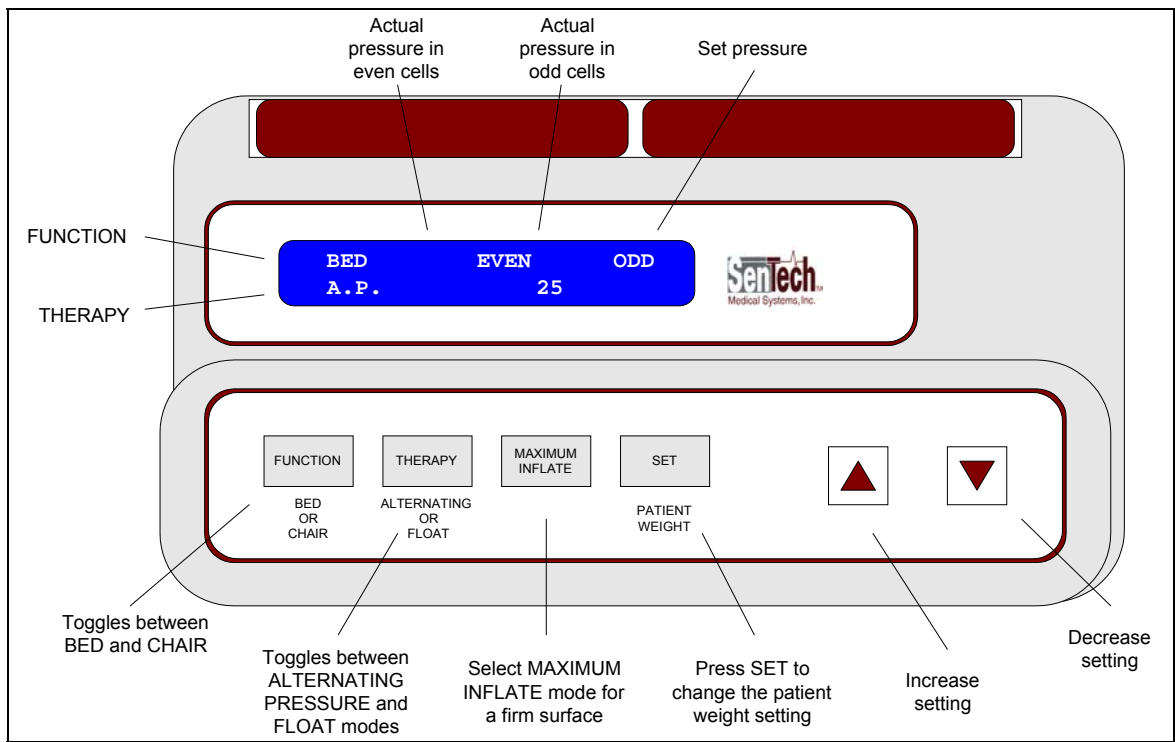 Actual
pressure in
even cells
Actual
pressure in
odd cells
Set pressure
FUNCTION
THERAPY
BED EVEN ODD
A.P. 25
SenTech
Medical Systems, Inc.
FUNCTION
THERAPY
MAXIMUM
INFLATE
SET
BED
OR
CHAIR
ALTERNATING
OR
FLOAT
PATIENT
WEIGHT
Toggles between
BED and CHAIR
Toggles between
ALTERNATING
PRESSURE and
FLOAT modes
Select MAXIMUM
INFLATE mode for
a firm surface
Press SET to
change the patient
weight setting
Increase
setting
Decrease
setting